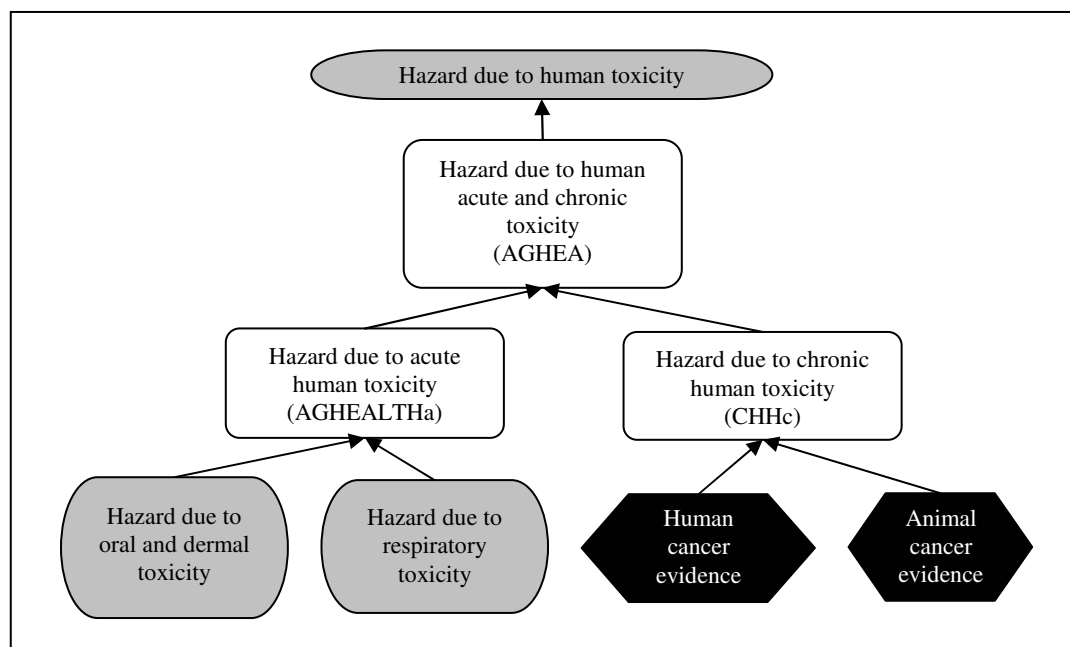 Hazard due to human toxicity
Hazard due to human
acute and chronic
toxicity
(AGHEA)
Hazard due to acute
human toxicity
(AGHEALTHa)
Hazard due to chronic
human toxicity
(CHHc)
Hazard due to
oral and dermal
toxicity
Hazard due to
respiratory
toxicity
Human
cancer
evidence
Animal
cancer
evidence